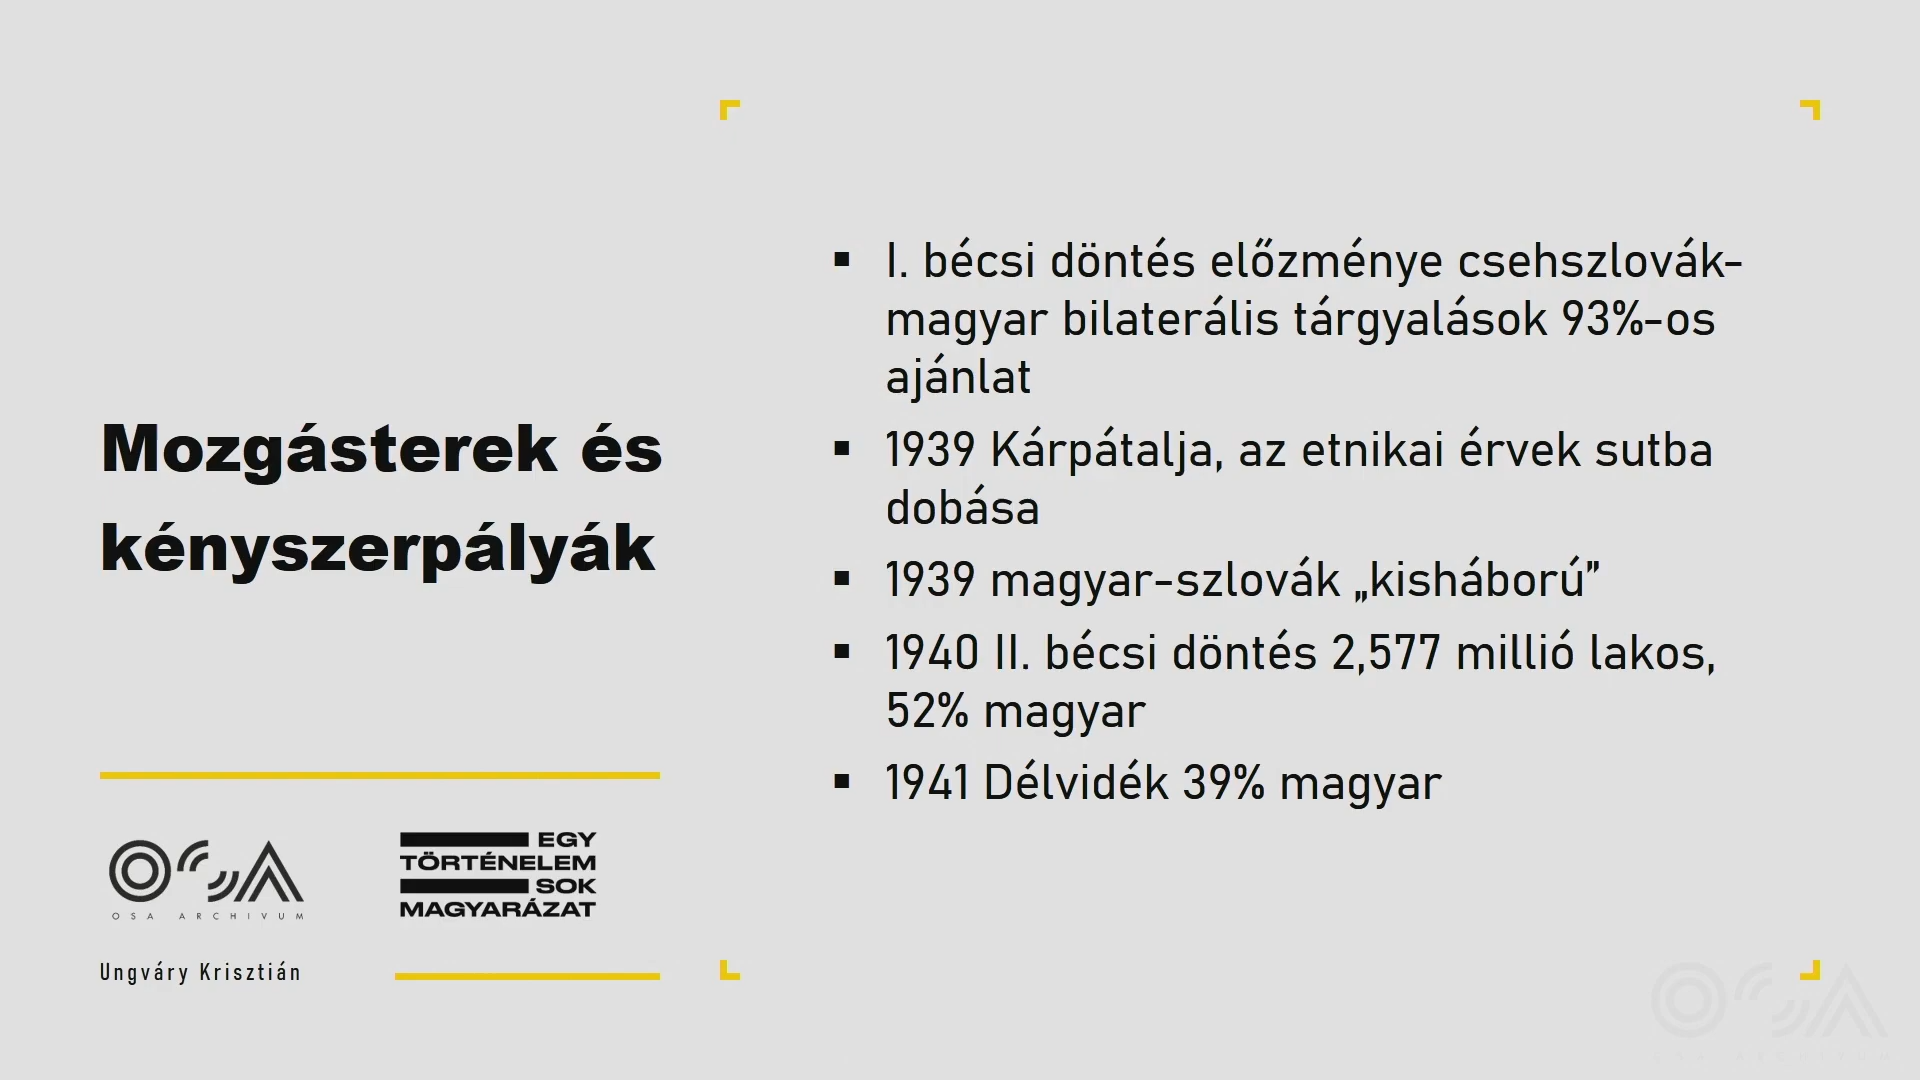 Mozgásterek és
kényszerpályák
I. bécsi döntés előzménye csehszlovák-
magyar bilaterális tárgyalások 93%-os
ajánlat
1939 Kárpátalja, az etnikai érvek sutba
dobása
1939 magyar-szlovák „kisháború”
1940 II. bécsi döntés 2,577 millió lakos,
52% magyar
1941 Délvidék 39% magyar
OSA ARCHIVUM
EGY
TÖRTÉNELEM
SOK
MAGYARÁZAT
Ungváry Krisztián
OSA ARCHIVUM